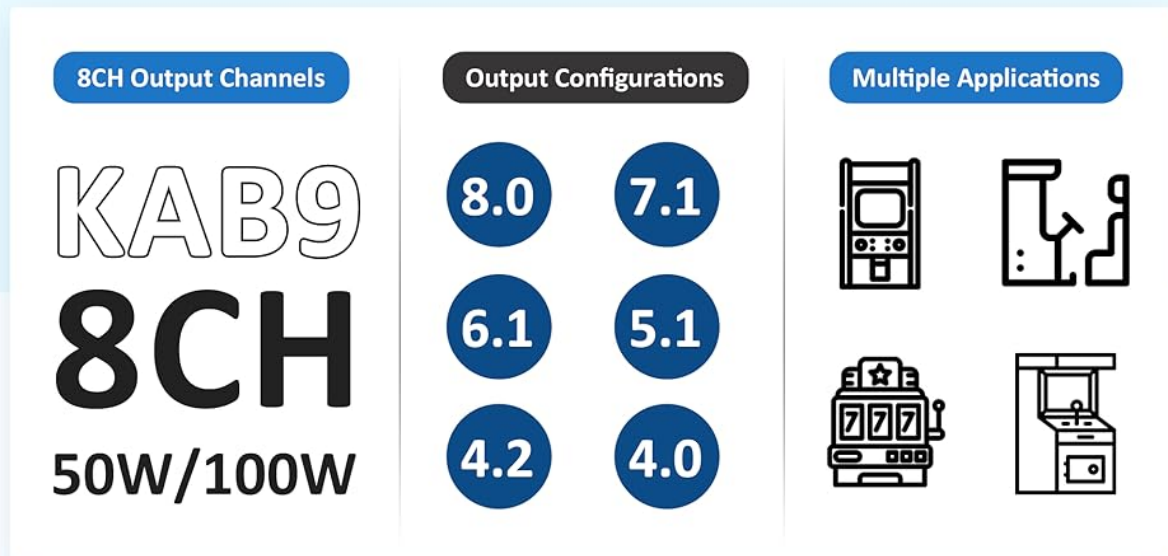 8CH Output Channels
KAB9
8CH
50W/100W
Output Configurations
8.0 7.1
6.1 5.1
4.2 4.0
Multiple Applications
777